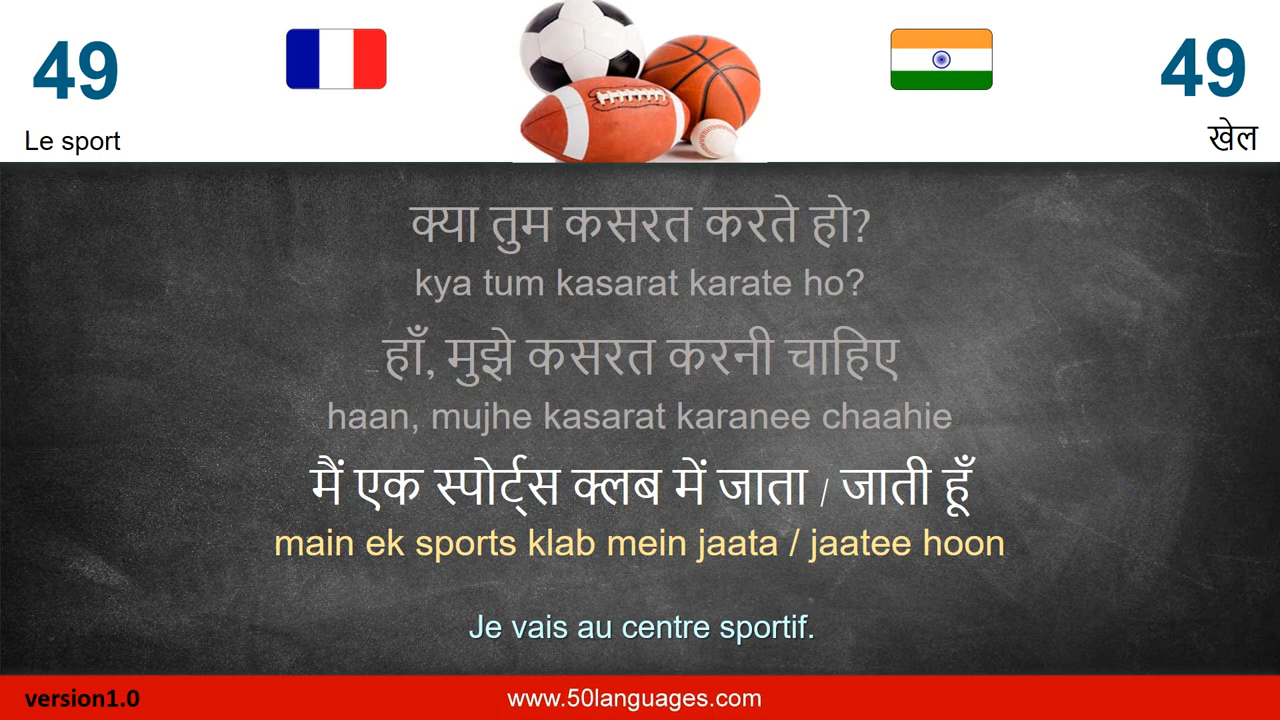 49
49
Le sport
खेल
क्या तुम कसरत करते हो?
kya tum kasarat karate ho?
हाँ, मुझे कसरत करनी चाहिए
haan, mujhe kasarat karanee chaahie
मैं एक स्पोर्ट्स क्लब में जाता / जाती हूँ
main ek sports klab mein jaata / jaatee hoon
Je vais au centre sportif.
version1.0
www.50languages.com